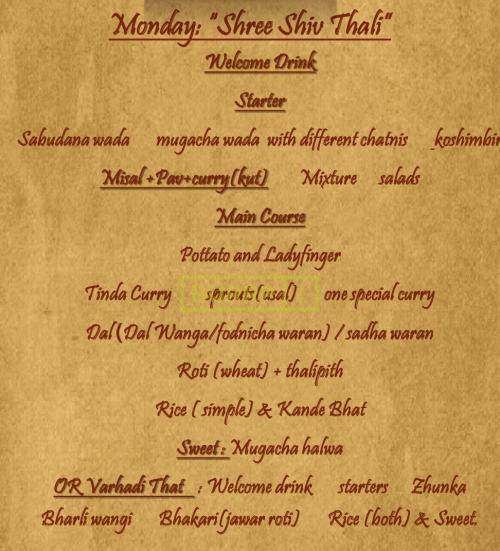 Monday: "Shree Shiv Thali"
Welcome Drink
Starter
Sabudana wada mugacha wada with different chatnis koshimbir
Misal +Pav+curry(kut) Mixture salads
Main Course
Pottato and Ladyfinger
Tinda Curry sprouts(usal) one special curry
Dal(Dal Wanga/fodnicha waran) / sadha waran
Roti (wheat) + thalipith
Rice ( simple) & Kande Bhat
Sweet: Mugacha halwa
OR Varhadi That : Welcome drink starters Zhunka
Bharli wangi Bhakari(jawar roti) Rice (both) & Sweet.